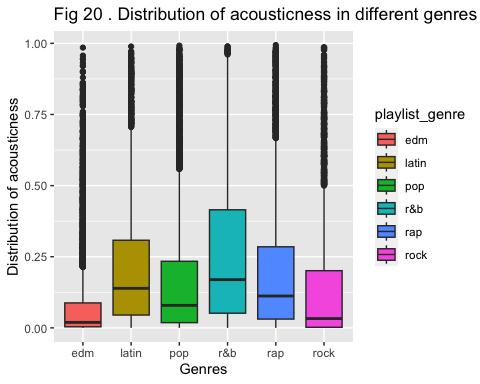 Fig 20 . Distribution of acousticness in different genres
Distribution of acousticness
1.00
0.75
0.50
0.25
0.00
edm latin pop r&b rap rock
Genres
playlist_genre
edm
latin
pop
r&b
rap
rock